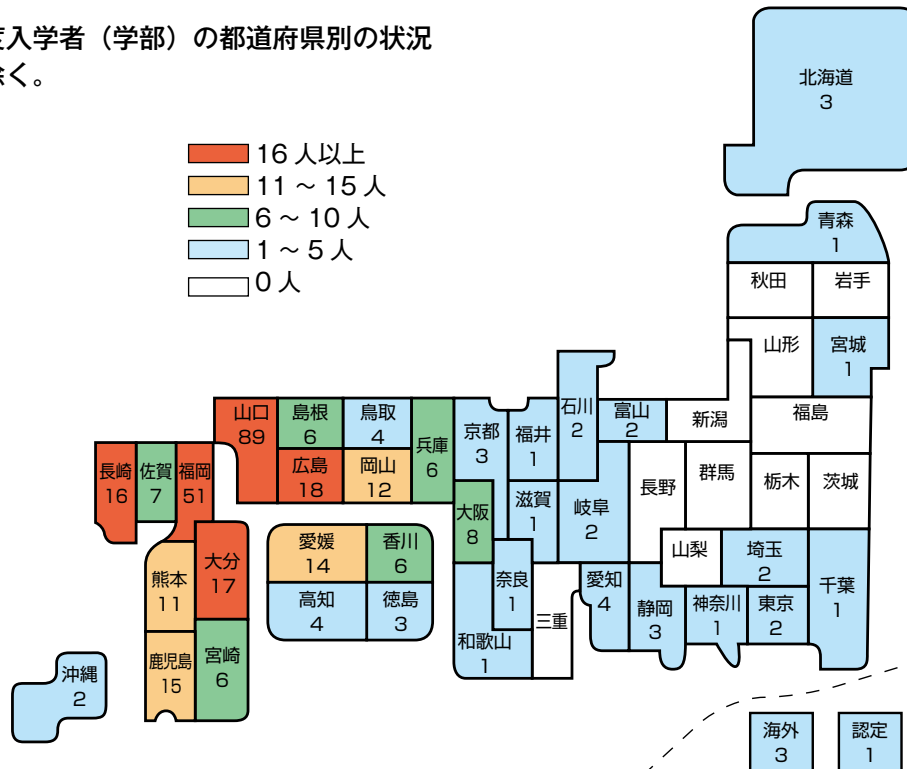 度入学者（学部）の都道府県別の状況
除く。
16人以上
11～15人
6～10人
1～5人
0人
北海道
3
青森
1
秋田
岩手
山形
宮城
1
福島
新潟
富山
2
石川
2
福井
1
京都
3
兵庫
6
鳥取
4
島根
6
山口
89
広島
18
岡山
12
長崎
16
佐賀
7
福岡
51
大分
17
熊本
11
鹿児島
15
宮崎
6
沖縄
2
愛媛
14
香川
6
高知
4
徳島
3
大阪
8
滋賀
1
岐阜
2
長野
群馬
栃木
茨城
山梨
埼玉
2
千葉
1
奈良
1
和歌山
1
三重
愛知
4
静岡
3
神奈川
1
東京
2
海外
3
認定
1